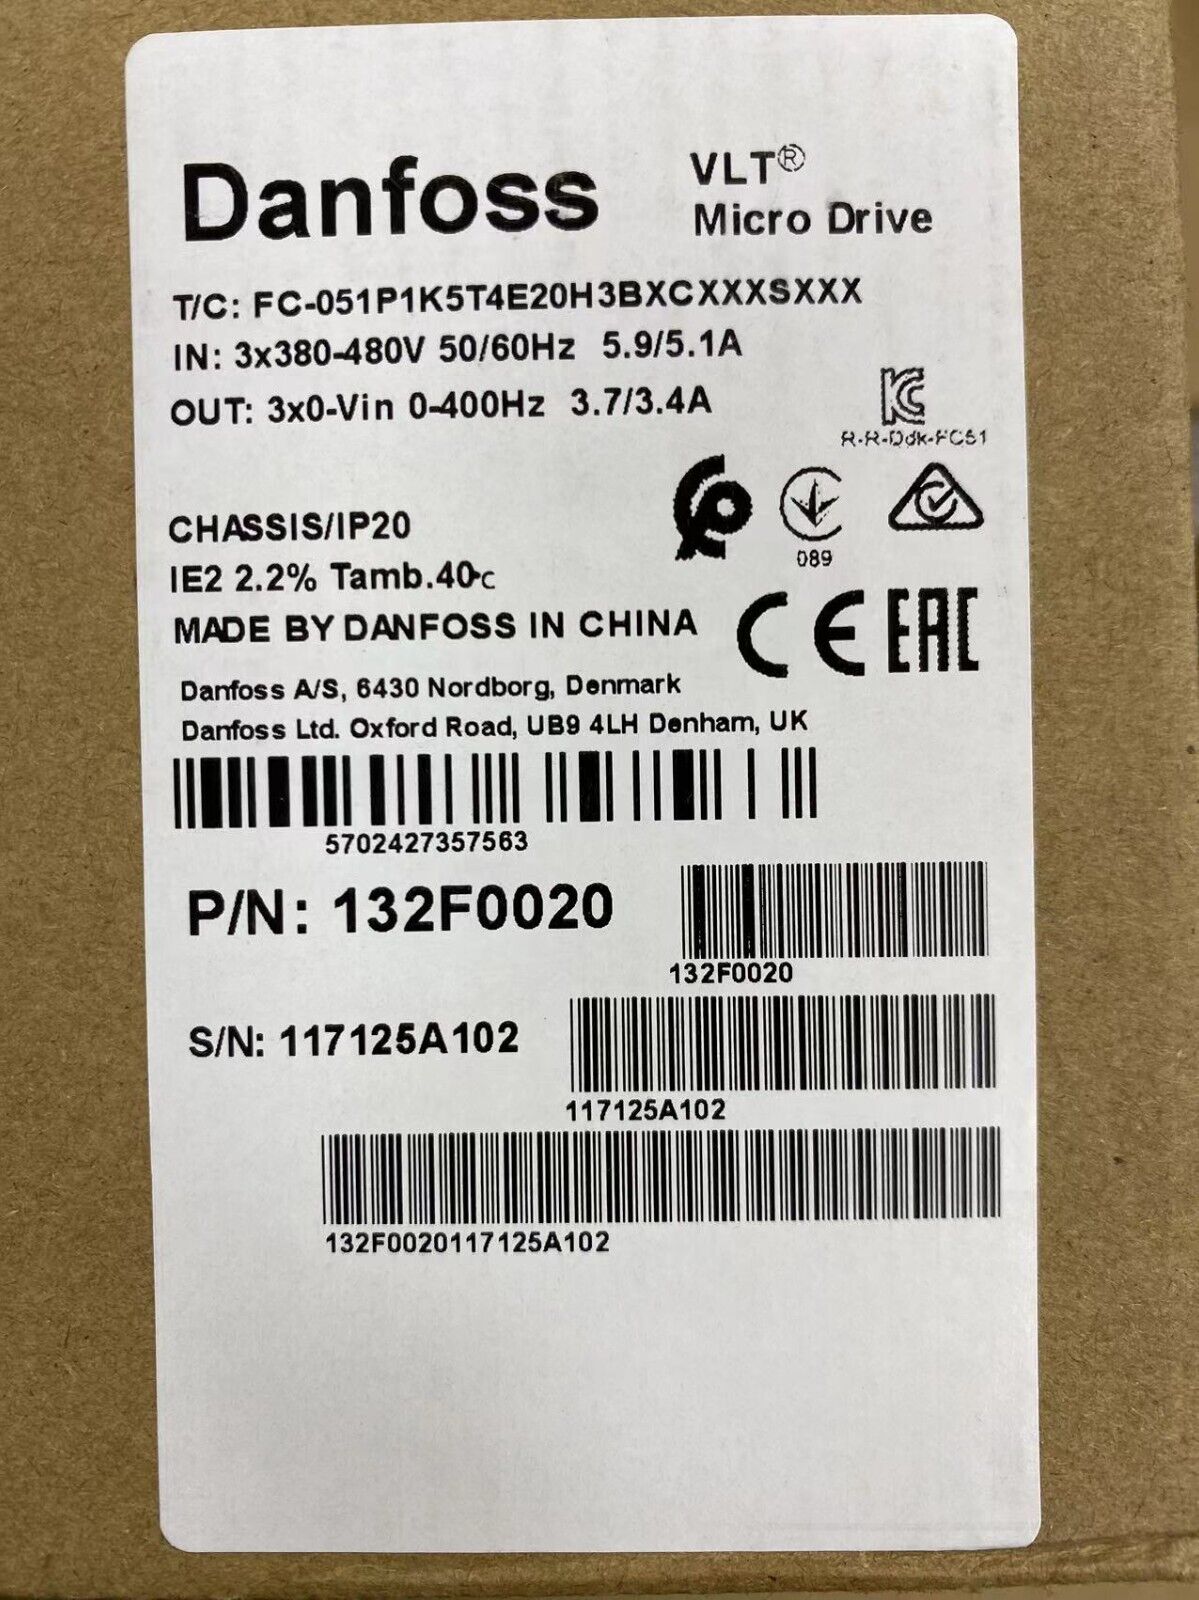 Danfoss
VLT®
Micro Drive
T/C: FC-051P1K5T4E20H3BXCXXXSXXX
IN: 3x380-480V 50/60Hz 5.9/5.1A
OUT: 3x0-Vin 0-400Hz 3.7/3.4A
R-R-Ddk-FC51
CHASSIS/IP20
089
IE2 2.2% Tamb.40°C
MADE BY DANFOSS IN CHINA
CE EAC
Danfoss A/S, 6430 Nordborg, Denmark
Danfoss Ltd. Oxford Road, UB9 4LH Denham, UK
5702427357563
P/N: 132F0020
132F0020
S/N: 117125A102
117125A102
132F0020117125A102